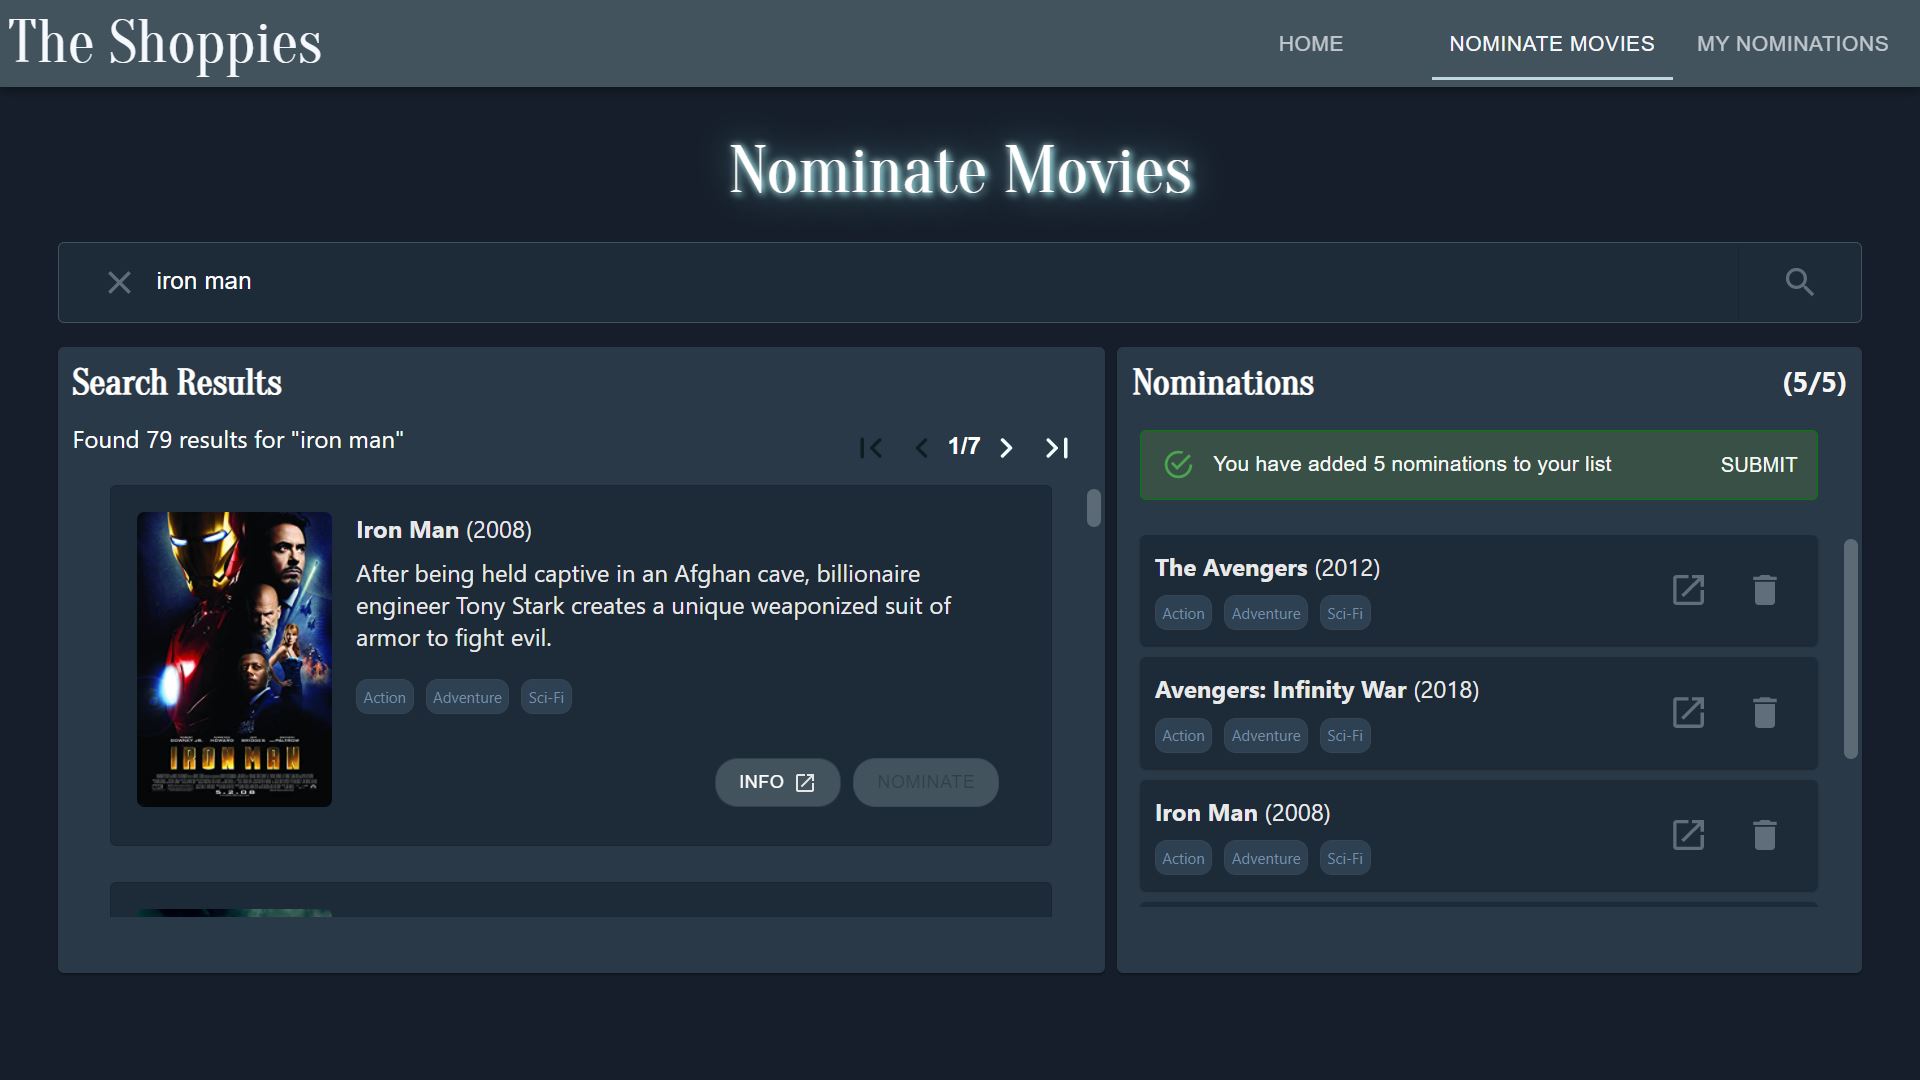 The Shoppies
HOME
NOMINATE MOVIES
MY NOMINATIONS
Nominate Movies
iron man
Search Results
Found 79 results for "iron man"
1/7
Iron Man (2008)
After being held captive in an Afghan cave, billionaire
engineer Tony Stark creates a unique weaponized suit of
armor to fight evil.
Action
Adventure
Sci-Fi
IRON MAN
5.2.08
INFO
NOMINATE
Nominations
(5/5)
You have added 5 nominations to your list
SUBMIT
The Avengers (2012)
Action
Adventure
Sci-Fi
Avengers: Infinity War (2018)
Action
Adventure
Sci-Fi
Iron Man (2008)
Action
Adventure
Sci-Fi